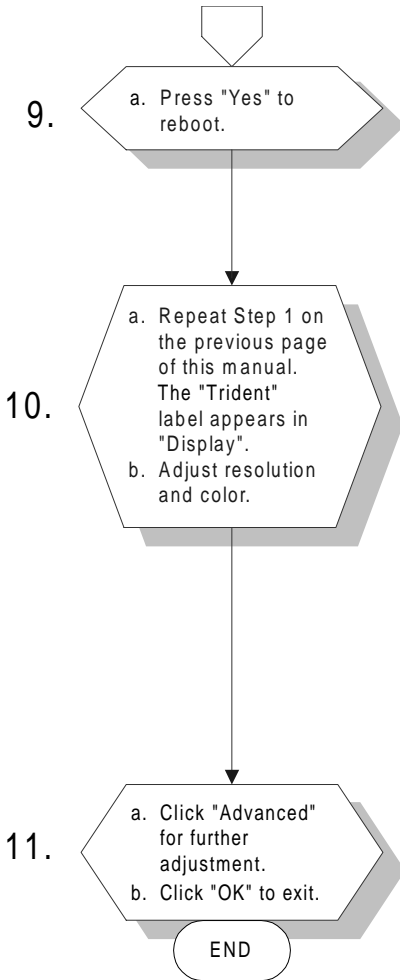 9.
a. Press "Yes" to
reboot.
10.
a. Repeat Step 1 on
the previous page
of this manual.
The "Trident"
label appears in
"Display".
b. Adjust resolution
and color.
11.
a. Click "Advanced"
for further
adjustment.
b. Click "OK" to exit.
END